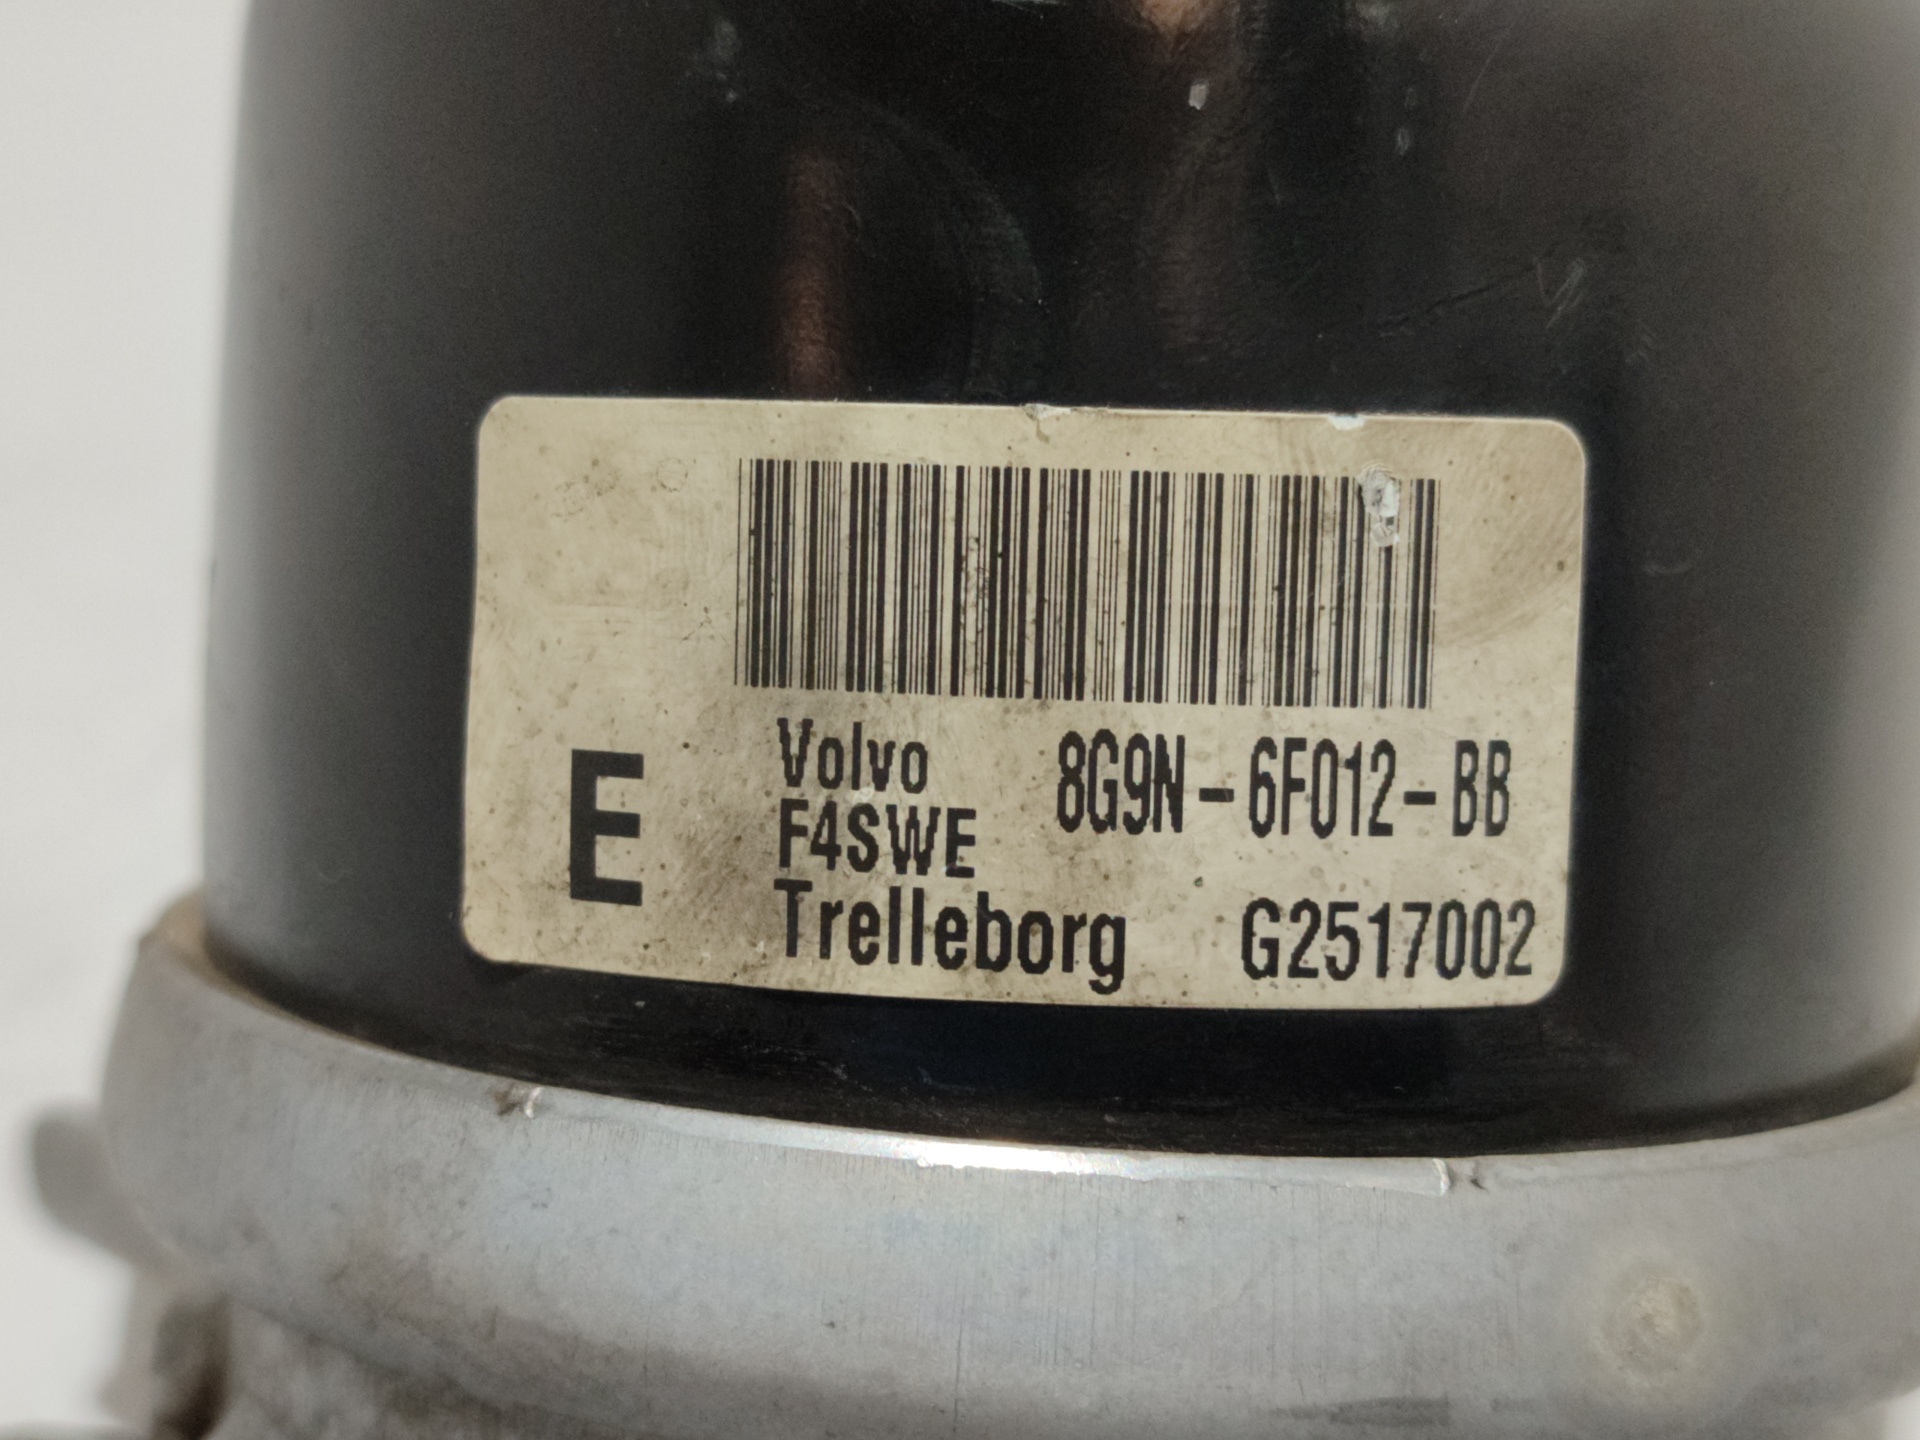 E
Volvo 8G9N-6F012-BB
F4SWE
Trelleborg G2517002